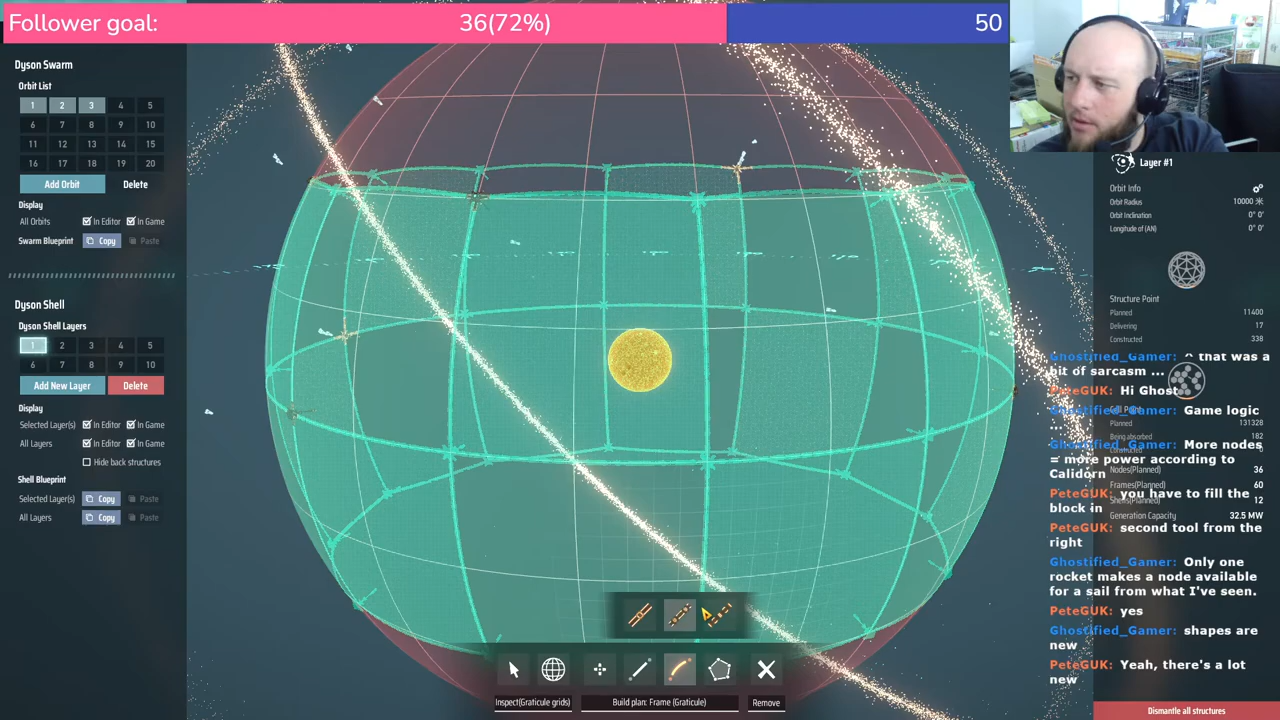 Follower goal: 36(72%) 50
Dyson Swarm
Orbit List
1 2 3 4 5
6 7 8 9 10
11 12 13 14 15
16 17 18 19 20
Add Orbit Delete
Display
All Orbits In Editor In Game
Swarm Blueprint Copy Paste
Dyson Shell
Dyson Shell Layers
1 2 3 4 5
6 7 8 9 10
Add New Layer Delete
Display
Selected Layer(s) In Editor In Game
All Layers In Editor In Game
Hide back structures
Shell Blueprint
Selected Layer(s) Copy Paste
All Layers Copy Paste
Inspect(Graticule grids) Build plan: Frame (Graticule) Remove
Layer #1
Orbit Info
Orbit Radius 10000 米
Orbit Inclination 0° 0'
Longitude of (AN) 0° 0'
Structure Point
Planned 11400
Delivering 17
Constructed 338
Planned 131328
Being absorbed 182
Nodes(Planned) 36
Frames(Planned) 60
Shells(Planned) 12
Generation Capacity 32.5 MW
Ghostified_Gamer: ^ that was a
bit of sarcasm ...
PeteGUK: Hi Ghost
Ghostified_Gamer: Game logic
...
Ghostified_Gamer: More nodes
= more power according to
Calidorn
PeteGUK: you have to fill the
block in
PeteGUK: second tool from the
right
Ghostified_Gamer: Only one
rocket makes a node available
for a sail from what I've seen.
PeteGUK: yes
Ghostified_Gamer: shapes are
new
PeteGUK: Yeah, there's a lot
new
Dismantle all structures